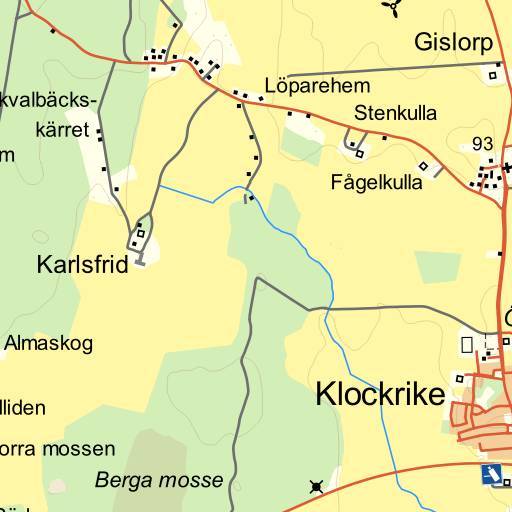 Gislorp
Löparehem
kvalbäcks-
kärret
Stenkulla
93
m
Fågelkulla
Karlsfrid
Almaskog
Klockrike
lliden
orra mossen
Berga mosse